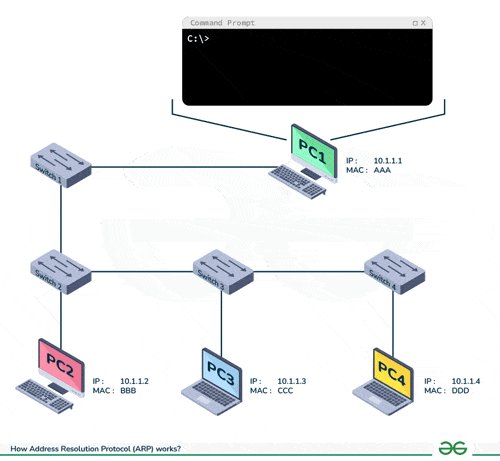 Command Prompt □ X
C:\>
PC1
IP : 10.1.1.1
MAC : AAA
Switch 1
Switch 2
Switch 3
Switch 4
PC2
IP : 10.1.1.2
MAC : BBB
PC3
IP : 10.1.1.3
MAC : CCC
PC4
IP : 10.1.1.4
MAC : DDD
How Address Resolution Protocol (ARP) works?